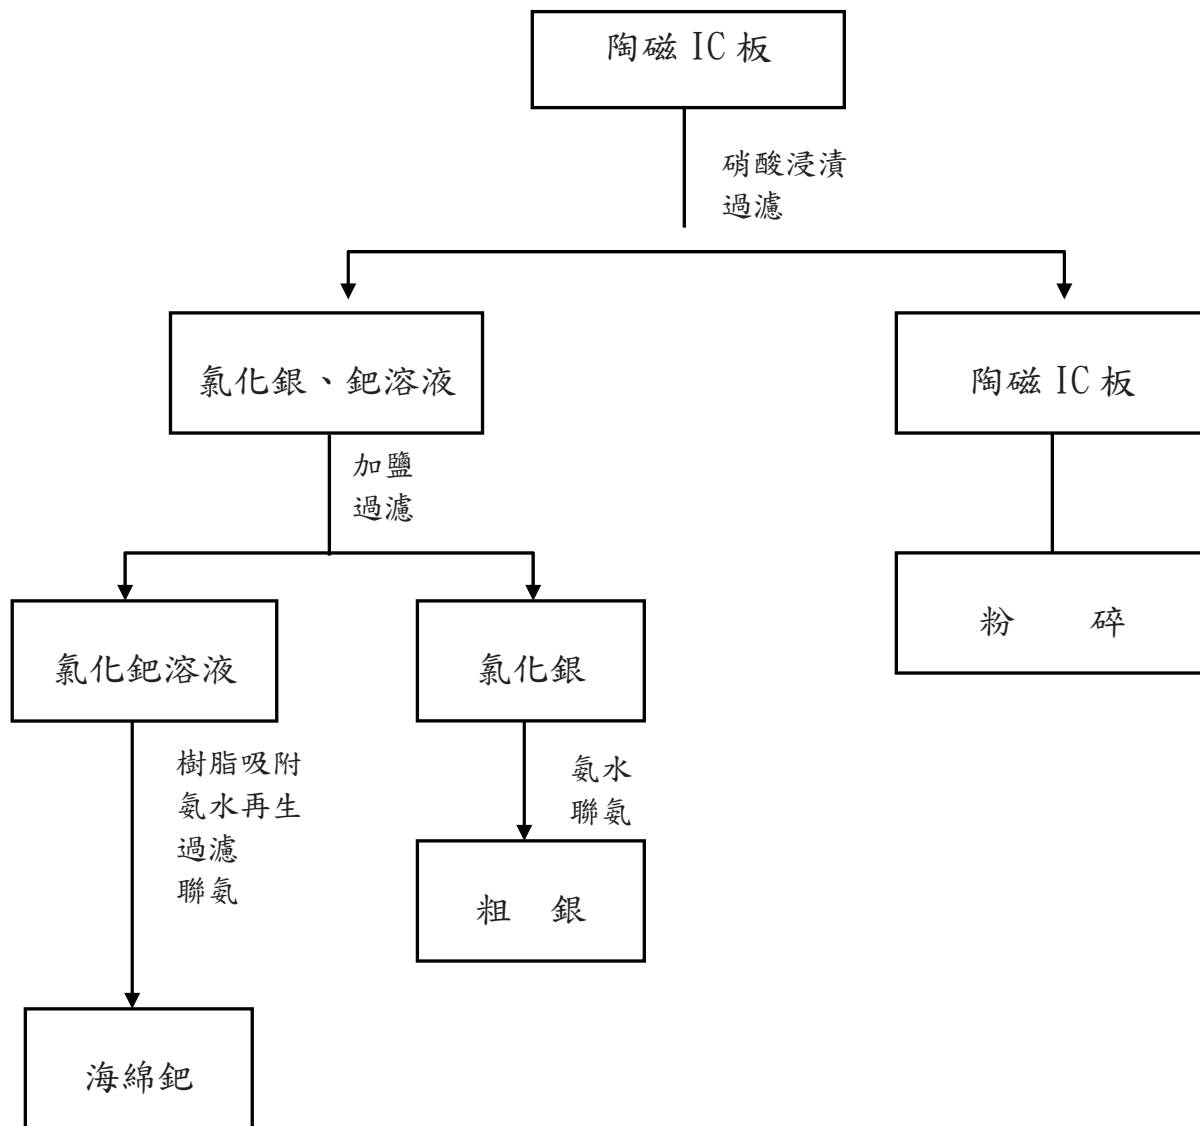 陶磁 IC 板
硝酸浸漬
過濾
氯化銀、鈀溶液
陶磁 IC 板
加鹽
過濾
氯化鈀溶液
氯化銀
粉 碎
樹脂吸附
氨水再生
過濾
聯氨
氨水
聯氨
粗 銀
海綿鈀